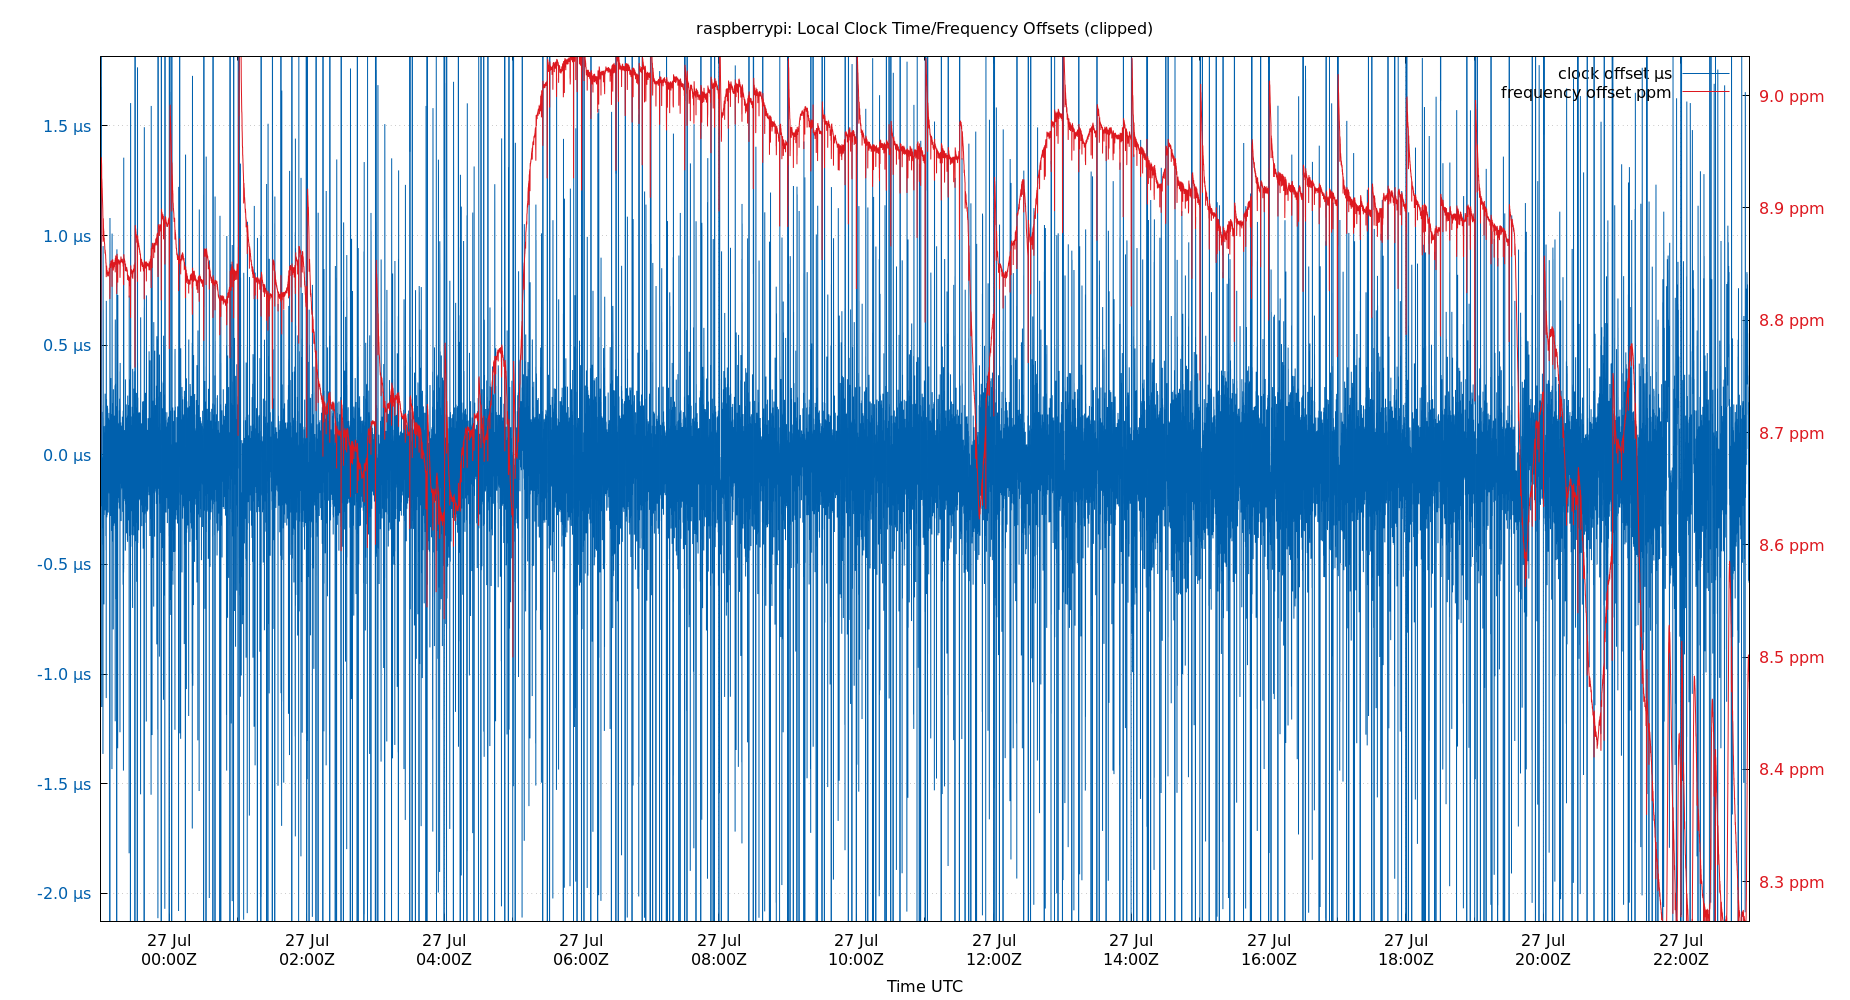 raspberrypi: Local Clock Time/Frequency Offsets (clipped)
clock offset µs
frequency offset ppm
1.5 µs
1.0 µs
0.5 µs
0.0 µs
-0.5 µs
-1.0 µs
-1.5 µs
-2.0 µs
9.0 ppm
8.9 ppm
8.8 ppm
8.7 ppm
8.6 ppm
8.5 ppm
8.4 ppm
8.3 ppm
27 Jul 27 Jul 27 Jul 27 Jul 27 Jul 27 Jul 27 Jul 27 Jul 27 Jul 27 Jul 27 Jul 27 Jul
00:00Z 02:00Z 04:00Z 06:00Z 08:00Z 10:00Z 12:00Z 14:00Z 16:00Z 18:00Z 20:00Z 22:00Z
Time UTC